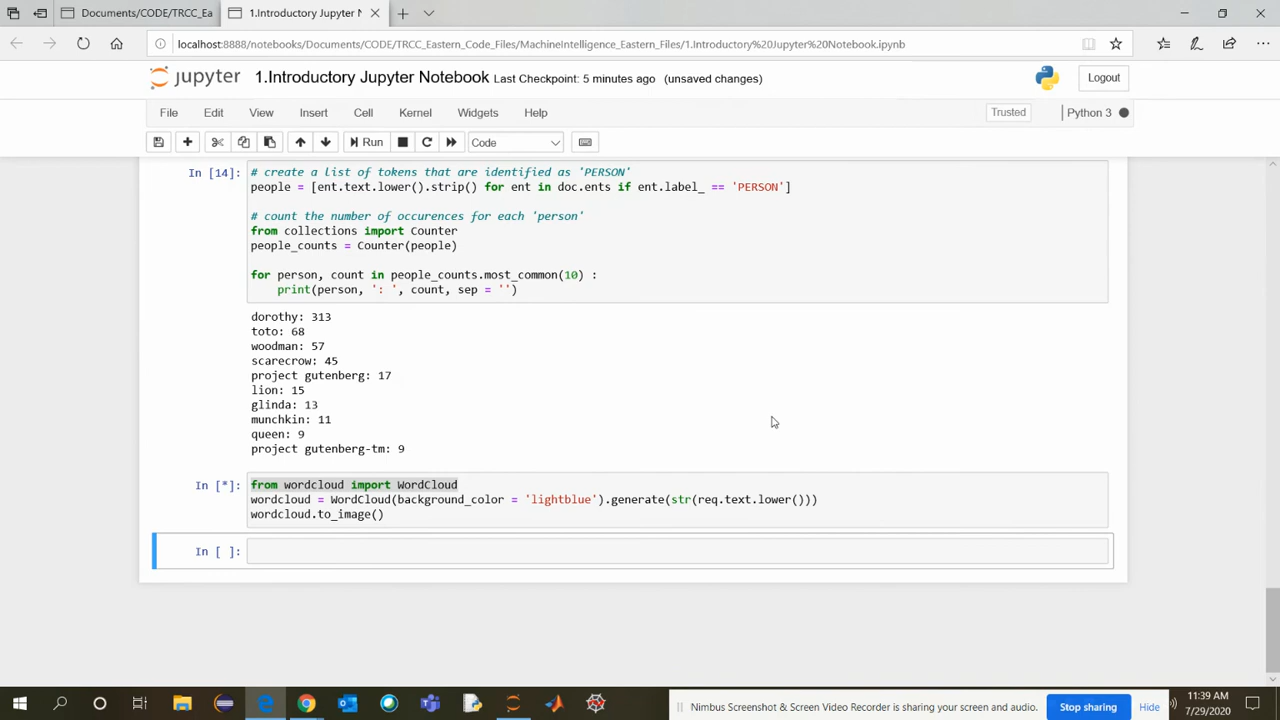 Documents/CODE/TRCC_Ea
1.Introductory Jupyter N
localhost:8888/notebooks/Documents/CODE/TRCC_Eastern_Code_Files/MachineIntelligence_Eastern_Files/1.Introductory%20Jupyter%20Notebook.ipynb
jupyter 1.Introductory Jupyter Notebook Last Checkpoint: 5 minutes ago (unsaved changes) Logout
File Edit View Insert Cell Kernel Widgets Help Trusted Python 3
Run Code
In [14]: # create a list of tokens that are identified as 'PERSON'
people = [ent.text.lower().strip() for ent in doc.ents if ent.label_ == 'PERSON']
# count the number of occurences for each 'person'
from collections import Counter
people_counts = Counter(people)
for person, count in people_counts.most_common(10) :
print(person, ': ', count, sep = '')
dorothy: 313
toto: 68
woodman: 57
scarecrow: 45
project gutenberg: 17
lion: 15
glinda: 13
munchkin: 11
queen: 9
project gutenberg-tm: 9
In [*]: from wordcloud import WordCloud
wordcloud = WordCloud(background_color = 'lightblue').generate(str(req.text.lower()))
wordcloud.to_image()
In [ ]:
11:39 AM
Nimbus Screenshot & Screen Video Recorder is sharing your screen and audio. Stop sharing Hide
7/29/2020